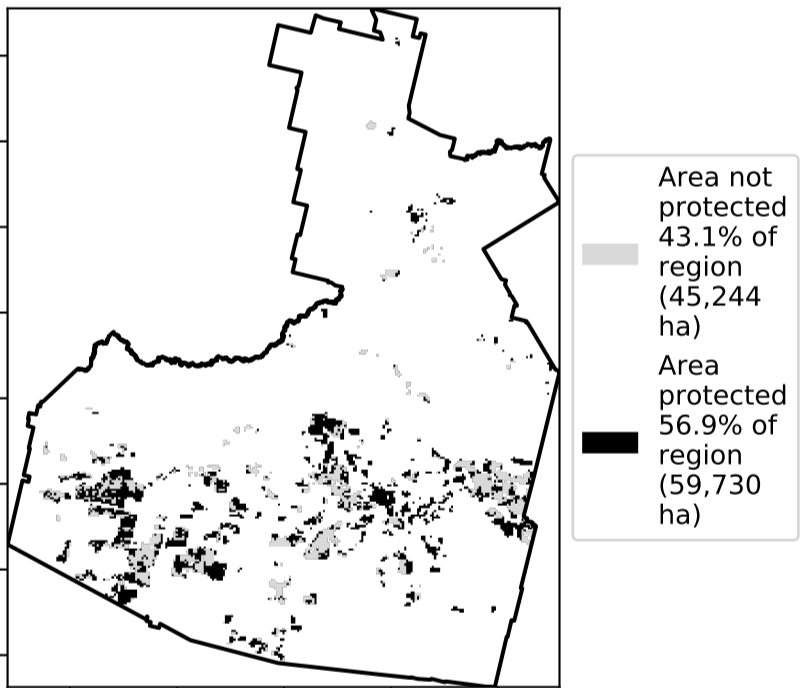 Area not
protected
43.1% of
region
(45,244
ha)
Area
protected
56.9% of
region
(59,730
ha)